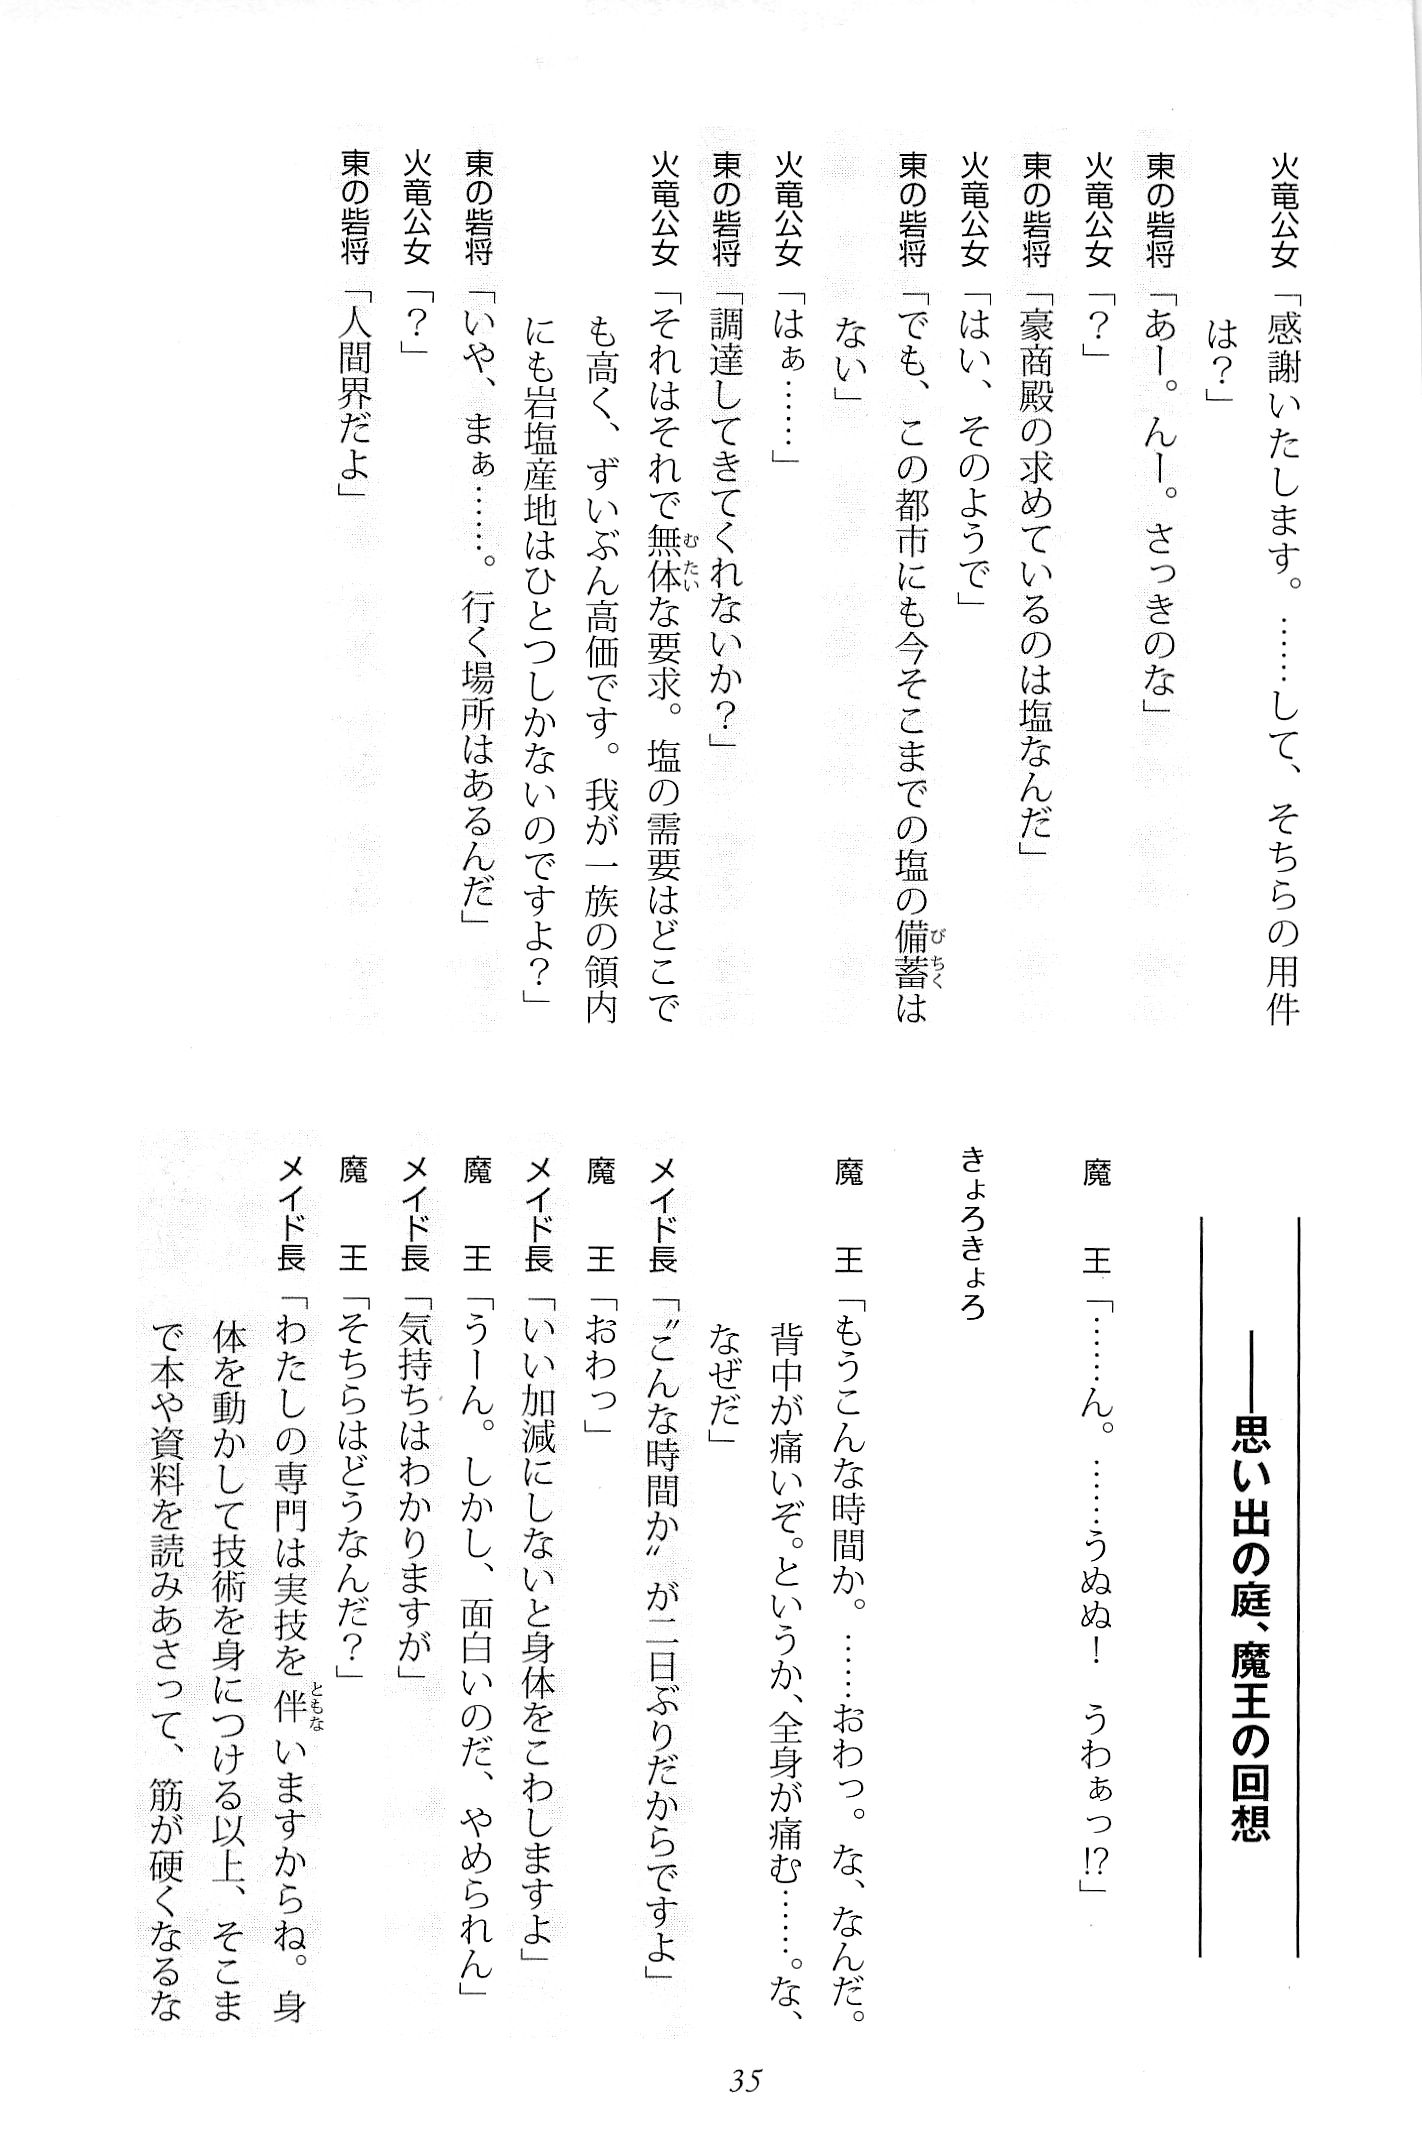 火竜公女「感謝いたします。……して、そちらの用件
は?」
東の砦将「あー。んー。さっきのな」
火竜公女「?」
東の砦将「豪商殿の求めているのは塩なんだ」
火竜公女「はい、そのようで」
東の砦将「でも、この都市にも今そこまでの塩の備蓄は
ない」
火竜公女「はぁ……」
東の砦将「調達してきてくれないか?」
火竜公女「それはそれで無体な要求。塩の需要はどこで
も高く、ずいぶん高価です。我が一族の領内
にも岩塩産地はひとつしかないのですよ?」
東の砦将「いや、まぁ……。行く場所はあるんだ」
火竜公女「?」
東の砦将「人間界だよ」
――思い出の庭、魔王の回想
魔　王「……ん。……うぬぬ!　うわぁっ!?」
きょろきょろ
魔　王「もうこんな時間か。……おわっ。な、なんだ。
背中が痛いぞ。というか、全身が痛む……。な、
なぜだ」
メイド長「〝こんな時間か〟が二日ぶりだからですよ」
魔　王「おわっ」
メイド長「いい加減にしないと身体をこわしますよ」
魔　王「うーん。しかし、面白いのだ、やめられん」
メイド長「気持ちはわかりますが」
魔　王「そちらはどうなんだ?」
メイド長「わたしの専門は実技を伴いますからね。身
体を動かして技術を身につける以上、そこま
で本や資料を読みあさって、筋が硬くなるな
35